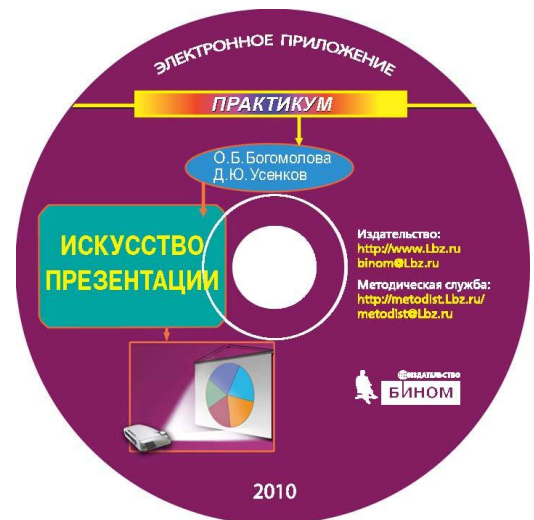 ЭЛЕКТРОННОЕ ПРИЛОЖЕНИЕ
ПРАКТИКУМ
О.Б.Богомолова
Д.Ю.Усенков
ИСКУССТВО
ПРЕЗЕНТАЦИИ
Издательство:
http://www.Lbz.ru
binom@Lbz.ru
Методическая служба:
http://metodist.Lbz.ru/
metodist@Lbz.ru
ИЗДАТЕЛЬСТВО
БИНОМ
2010